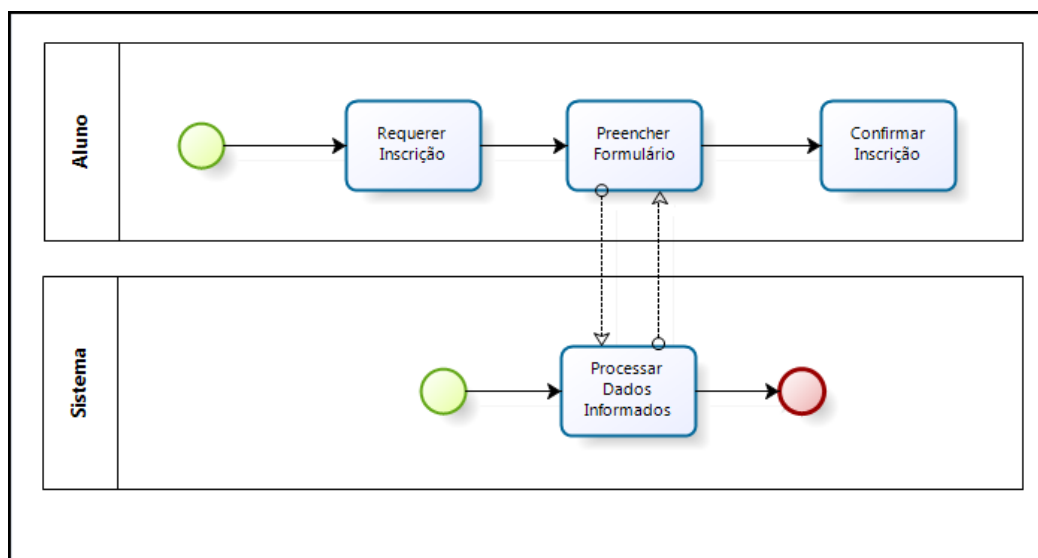 Aluno
Requerer
Inscrição
Preencher
Formulário
Confirmar
Inscrição
Sistema
Processar
Dados
Informados